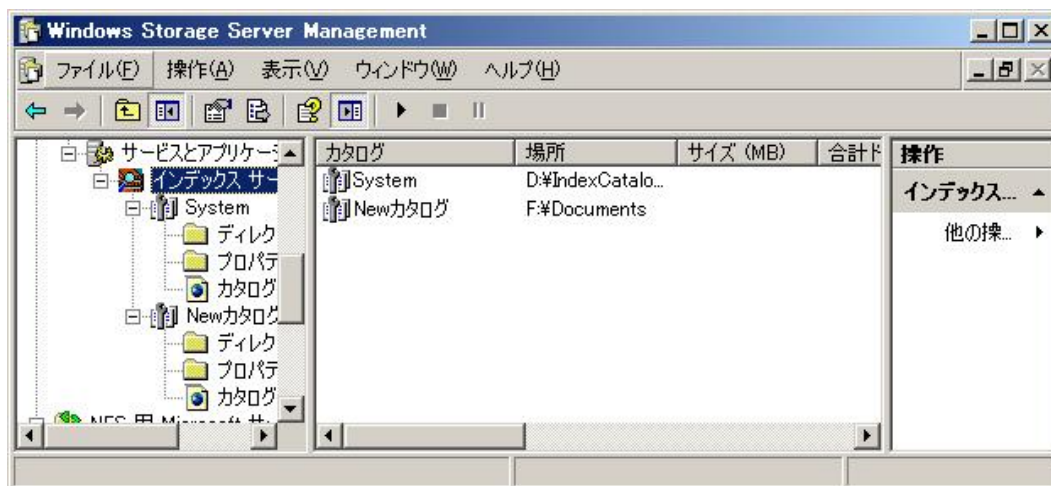 Windows Storage Server Management
ファイル(F) 操作(A) 表示(V) ウィンドウ(W) ヘルプ(H)
サービスとアプリケーシ
インデックス サー
System
ディレク
プロパテ
カタログ
Newカタログ
ディレク
プロパテ
カタログ
NFS 用 Microsoft サ
カタログ 場所 サイズ (MB) 合計ド
System D:¥IndexCatalo...
Newカタログ F:¥Documents
操作
インデックス...
他の操...